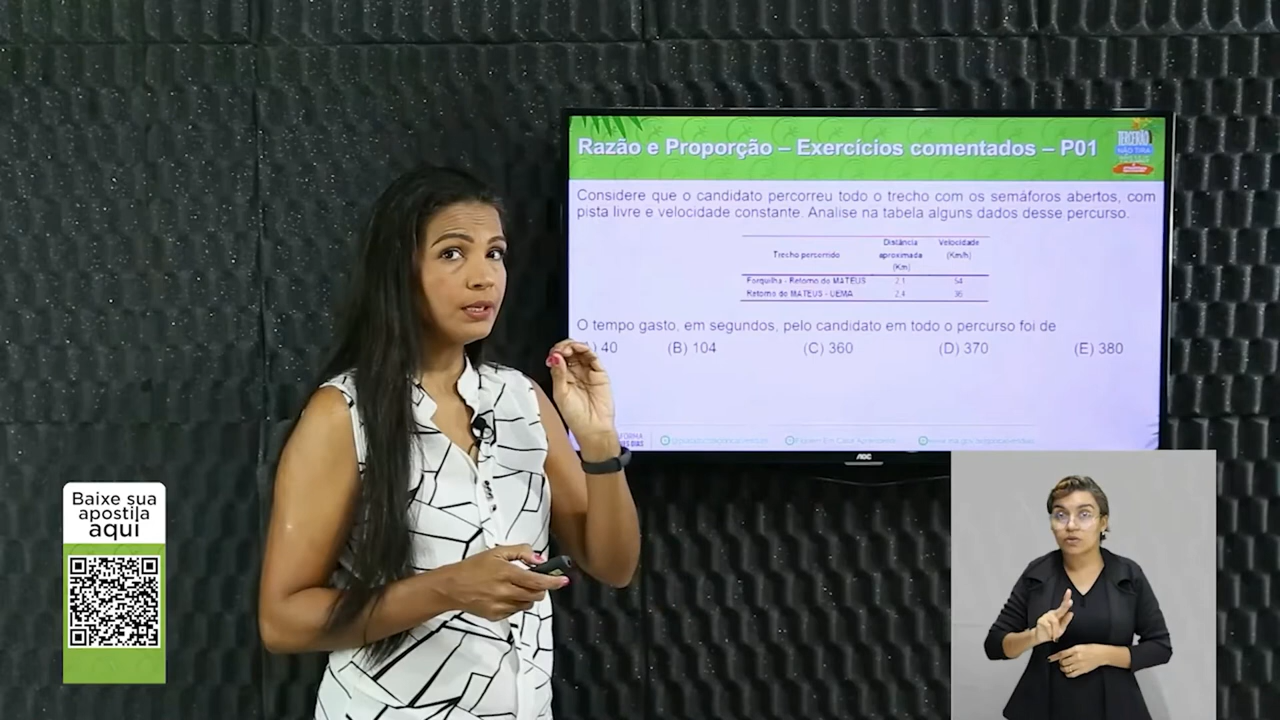 Razão e Proporção – Exercícios comentados – P01
TERCEIRÃO
NÃO TIRA
Considere que o candidato percorreu todo o trecho com os semáforos abertos, com
pista livre e velocidade constante. Analise na tabela alguns dados desse percurso.
Trecho percorrido
Distância
aproximada
(Km)
Velocidade
(Km/h)
Forquilha - Retorno do MATEUS 2,1 54
Retorno do MATEUS - UEMA 2,4 36
O tempo gasto, em segundos, pelo candidato em todo o percurso foi de
) 40 (B) 104 (C) 360 (D) 370 (E) 380
AOC
Baixe sua
apostila
aqui